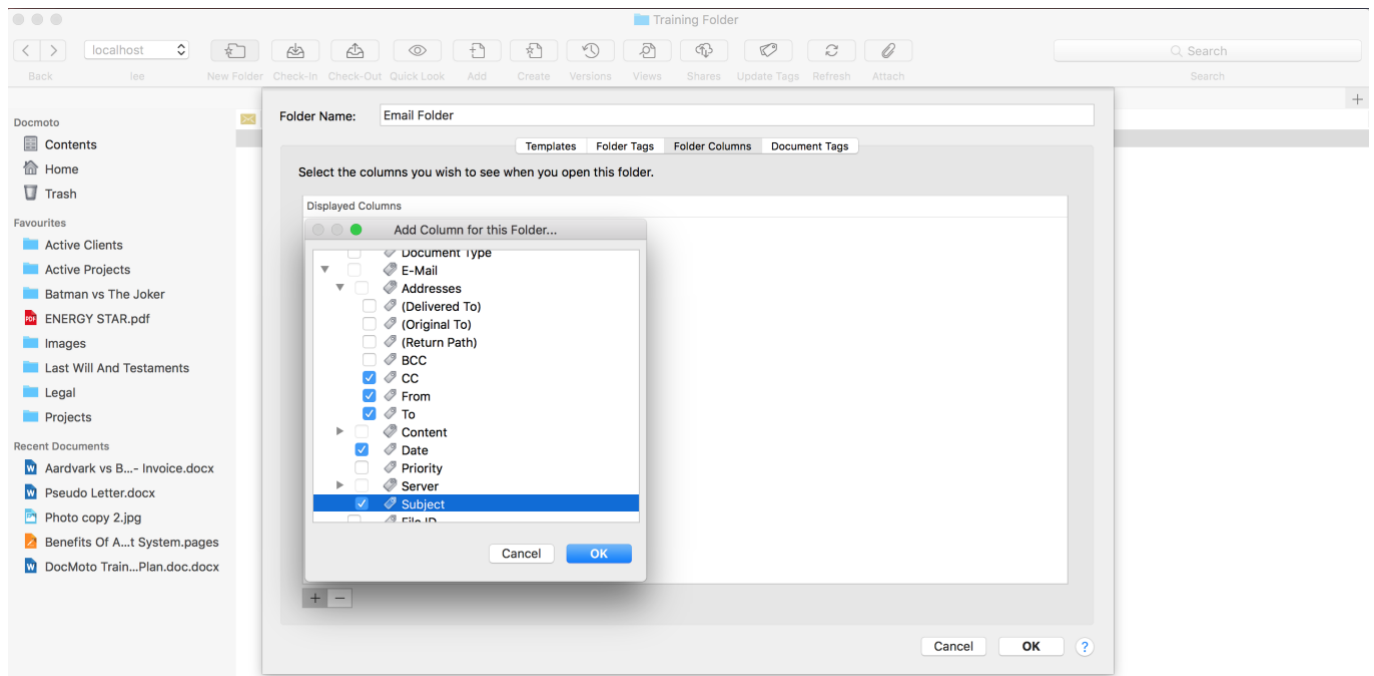 Training Folder
localhost
Search
Back
lee
New Folder
Check-In
Check-Out
Quick Look
Add
Create
Versions
Views
Shares
Update Tags
Refresh
Attach
Search
Docmoto
Contents
Home
Trash
Favourites
Active Clients
Active Projects
Batman vs The Joker
PDF
ENERGY STAR.pdf
Images
Last Will And Testaments
Legal
Projects
Recent Documents
W
Aardvark vs B...- Invoice.docx
W
Pseudo Letter.docx
Photo copy 2.jpg
Benefits Of A...t System.pages
W
DocMoto Train...Plan.doc.docx
Folder Name:
Email Folder
Templates
Folder Tags
Folder Columns
Document Tags
Select the columns you wish to see when you open this folder.
Displayed Columns
Add Column for this Folder...
Document Type
E-Mail
Addresses
(Delivered To)
(Original To)
(Return Path)
BCC
CC
From
To
Content
Date
Priority
Server
Subject
File ID
Cancel
OK
+
−
Cancel
OK
?